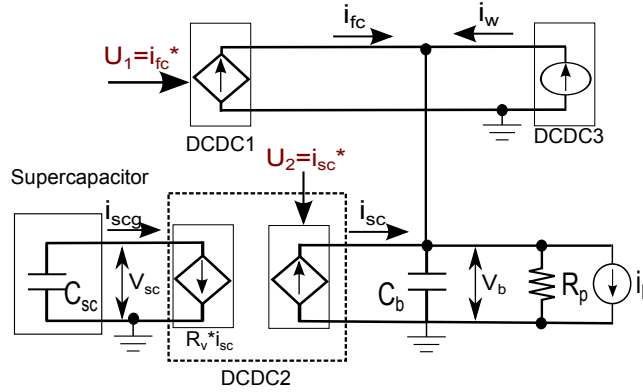 i_fc
i_w
U_1=i_fc*
DCDC1
DCDC3
U_2=i_sc*
Supercapacitor
i_scg
i_sc
C_sc
V_sc
C_b
V_b
R_p
R_v*i_sc
DCDC2